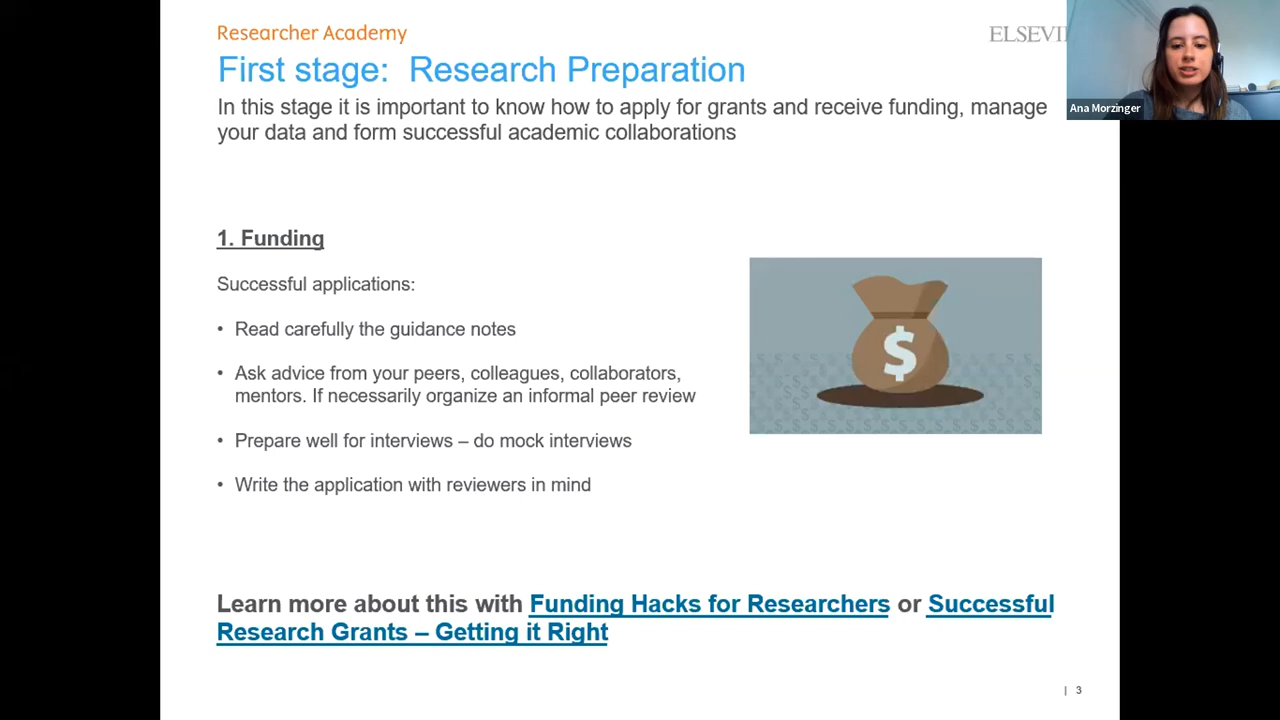 Researcher Academy
First stage:  Research Preparation
In this stage it is important to know how to apply for grants and receive funding, manage
your data and form successful academic collaborations
Ana Morzinger
1. Funding
Successful applications:
• Read carefully the guidance notes
• Ask advice from your peers, colleagues, collaborators,
mentors. If necessarily organize an informal peer review
• Prepare well for interviews – do mock interviews
• Write the application with reviewers in mind
$
Learn more about this with Funding Hacks for Researchers or Successful
Research Grants – Getting it Right
| 3